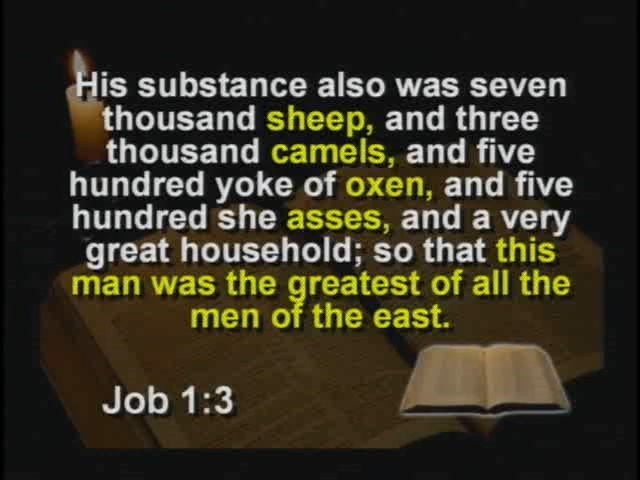 His substance also was seven
thousand sheep, and three
thousand camels, and five
hundred yoke of oxen, and five
hundred she asses, and a very
great household; so that this
man was the greatest of all the
men of the east.
Job 1:3